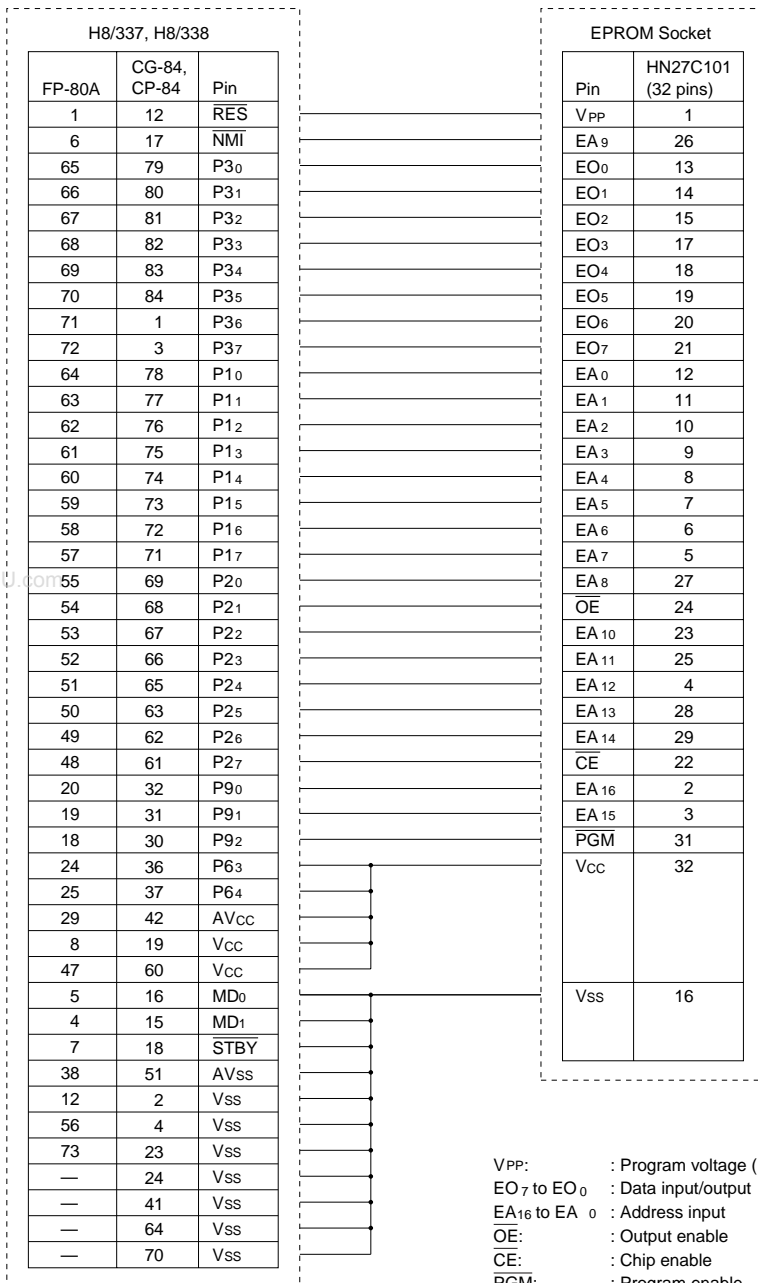 H8/337, H8/338
FP-80A CG-84, CP-84 Pin
1 12 RES
6 17 NMI
65 79 P30
66 80 P31
67 81 P32
68 82 P33
69 83 P34
70 84 P35
71 1 P36
72 3 P37
64 78 P10
63 77 P11
62 76 P12
61 75 P13
60 74 P14
59 73 P15
58 72 P16
57 71 P17
U.com
55 69 P20
54 68 P21
53 67 P22
52 66 P23
51 65 P24
50 63 P25
49 62 P26
48 61 P27
20 32 P90
19 31 P91
18 30 P92
24 36 P63
25 37 P64
29 42 AVCC
8 19 VCC
47 60 VCC
5 16 MD0
4 15 MD1
7 18 STBY
38 51 AVSS
12 2 VSS
56 4 VSS
73 23 VSS
— 24 VSS
— 41 VSS
— 64 VSS
— 70 VSS
EPROM Socket
Pin HN27C101 (32 pins)
VPP 1
EA9 26
EO0 13
EO1 14
EO2 15
EO3 17
EO4 18
EO5 19
EO6 20
EO7 21
EA0 12
EA1 11
EA2 10
EA3 9
EA4 8
EA5 7
EA6 6
EA7 5
EA8 27
OE 24
EA10 23
EA11 25
EA12 4
EA13 28
EA14 29
CE 22
EA16 2
EA15 3
PGM 31
VCC 32
VSS 16
VPP: : Program voltage (
EO7 to EO0 : Data input/output
EA16 to EA0 : Address input
OE: : Output enable
CE: : Chip enable
PGM: : Program enable